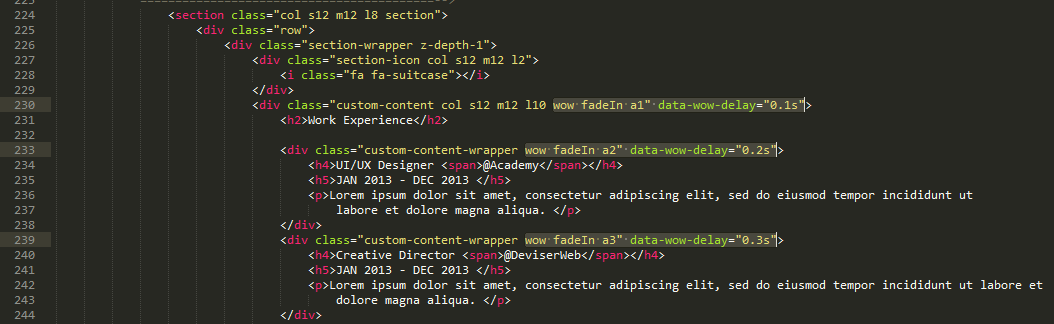 224 <section class="col s12 m12 l8 section">
225 <div class="row">
226 <div class="section-wrapper z-depth-1">
227 <div class="section-icon col s12 m12 l2">
228 <i class="fa fa-suitcase"></i>
229 </div>
230 <div class="custom-content col s12 m12 l10 wow fadeIn a1" data-wow-delay="0.1s">
231 <h2>Work Experience</h2>
232
233 <div class="custom-content-wrapper wow fadeIn a2" data-wow-delay="0.2s">
234 <h4>UI/UX Designer <span>@Academy</span></h4>
235 <h5>JAN 2013 - DEC 2013 </h5>
236 <p>Lorem ipsum dolor sit amet, consectetur adipiscing elit, sed do eiusmod tempor incididunt ut
237 labore et dolore magna aliqua. </p>
238 </div>
239 <div class="custom-content-wrapper wow fadeIn a3" data-wow-delay="0.3s">
240 <h4>Creative Director <span>@DeviserWeb</span></h4>
241 <h5>JAN 2013 - DEC 2013 </h5>
242 <p>Lorem ipsum dolor sit amet, consectetur adipiscing elit, sed do eiusmod tempor incididunt ut labore et
243 dolore magna aliqua. </p>
244 </div>